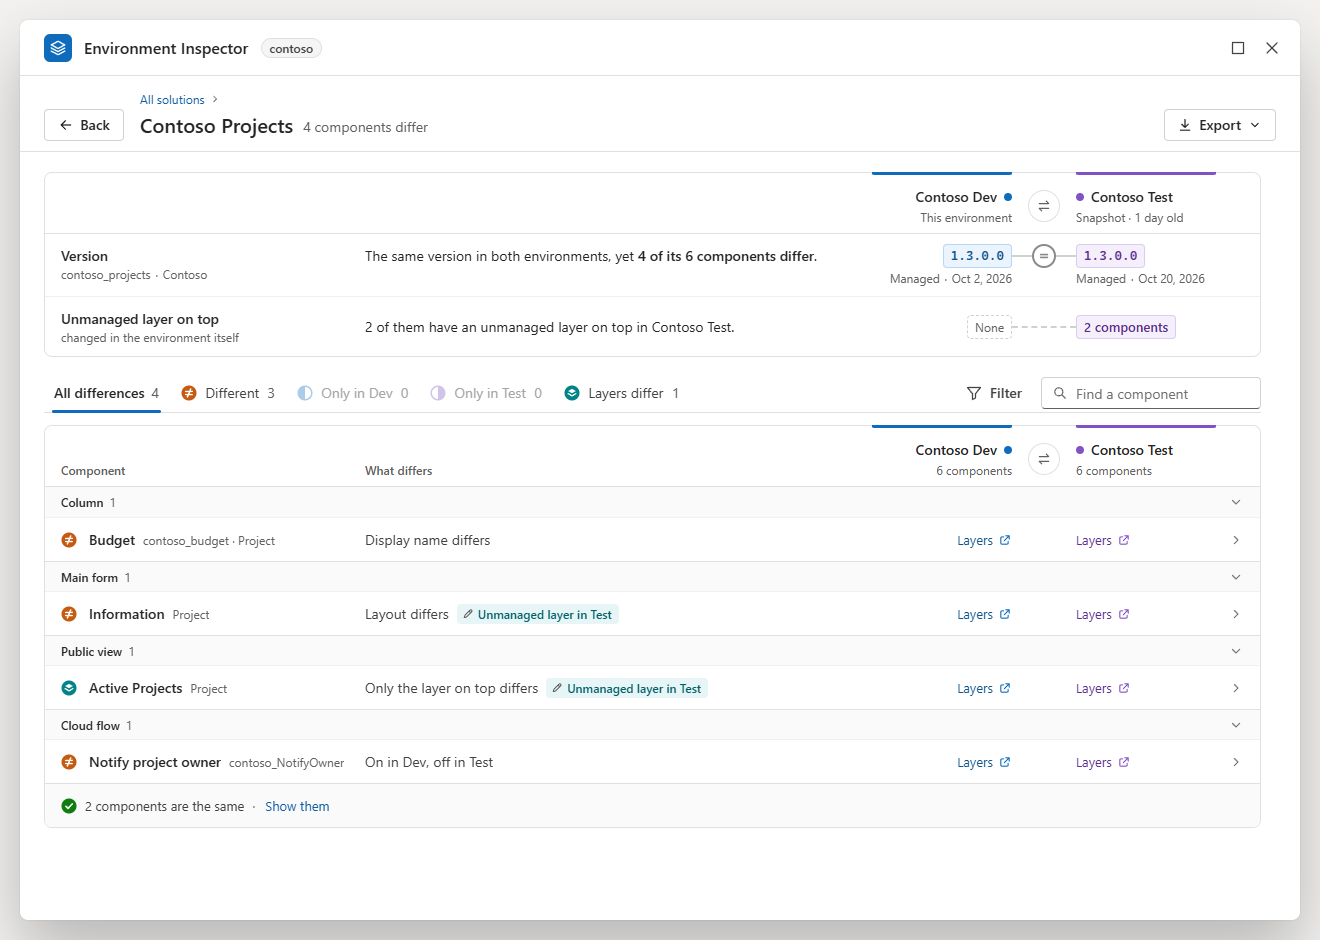 Environment Inspector contoso
All solutions
Back
Contoso Projects 4 components differ
Export
Contoso Dev
Contoso Test
This environment
Snapshot · 1 day old
Version
The same version in both environments, yet 4 of its 6 components differ.
1.3.0.0
=
1.3.0.0
contoso_projects · Contoso
Managed · Oct 2, 2026
Managed · Oct 20, 2026
Unmanaged layer on top
2 of them have an unmanaged layer on top in Contoso Test.
None
2 components
changed in the environment itself
All differences 4
Different 3
Only in Dev 0
Only in Test 0
Layers differ 1
Filter
Find a component
Contoso Dev
Contoso Test
Component
What differs
6 components
6 components
Column 1
Budget contoso_budget · Project
Display name differs
Layers
Layers
Main form 1
Information Project
Layout differs
Unmanaged layer in Test
Layers
Layers
Public view 1
Active Projects Project
Only the layer on top differs
Unmanaged layer in Test
Layers
Layers
Cloud flow 1
Notify project owner contoso_NotifyOwner
On in Dev, off in Test
Layers
Layers
2 components are the same · Show them